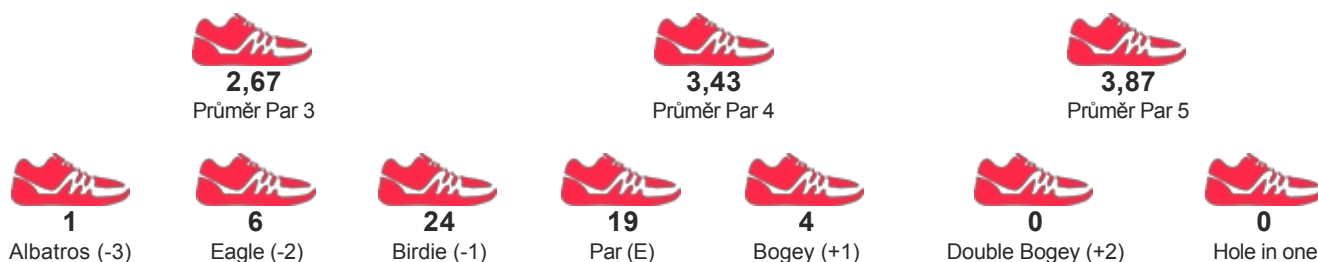 2,67 3,43 3,87
Průměr Par 3 Průměr Par 4 Průměr Par 5
1 6 24 19 4 0 0
Albatros (-3) Eagle (-2) Birdie (-1) Par (E) Bogey (+1) Double Bogey (+2) Hole in one